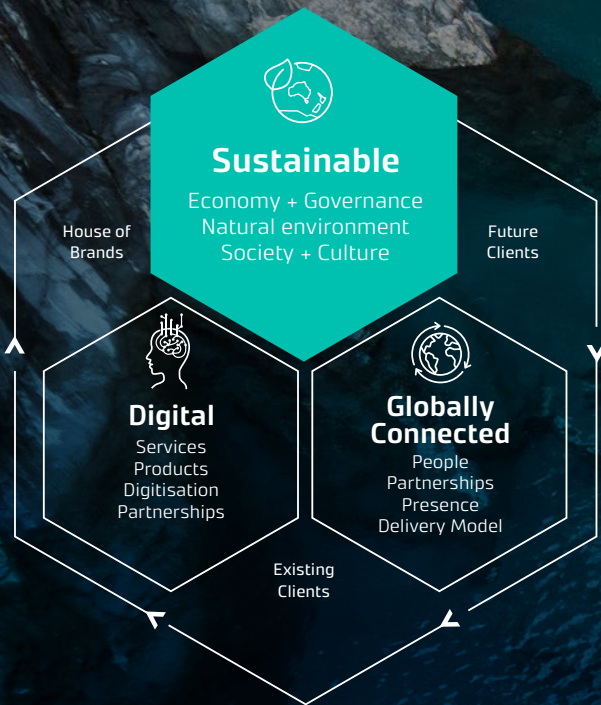 Sustainable
Economy + Governance
Natural environment
Society + Culture
House of
Brands
Future
Clients
Digital
Services
Products
Digitisation
Partnerships
Globally
Connected
People
Partnerships
Presence
Delivery Model
Existing
Clients